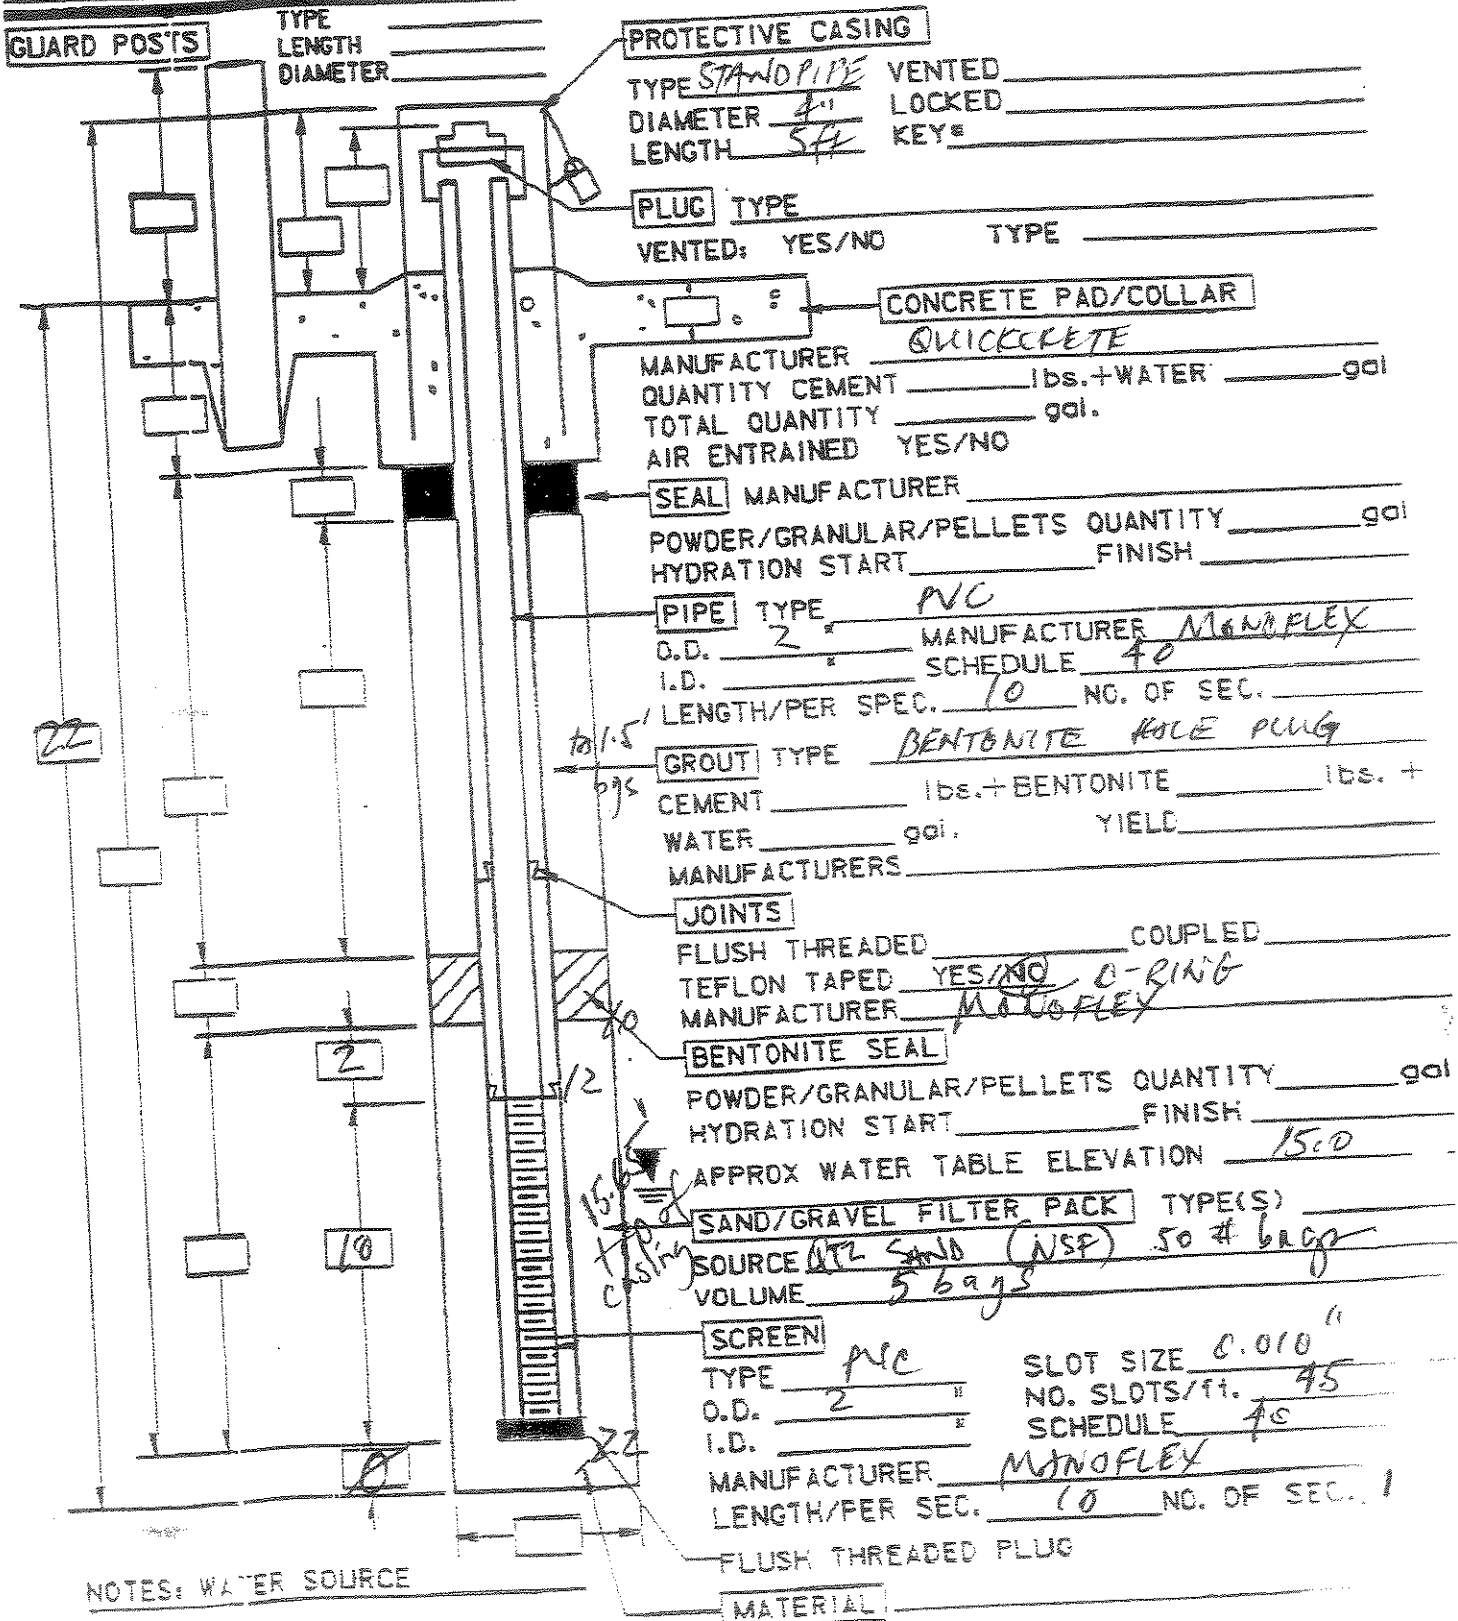 GUARD POSTS
TYPE
LENGTH
DIAMETER
PROTECTIVE CASING
TYPE STANDPIPE VENTED
DIAMETER 4" LOCKED
LENGTH 5ft KEY#
PLUG TYPE
VENTED: YES/NO TYPE
CONCRETE PAD/COLLAR
MANUFACTURER QUICKCRETE
QUANTITY CEMENT lbs.+WATER gal
TOTAL QUANTITY gal.
AIR ENTRAINED YES/NO
SEAL MANUFACTURER
POWDER/GRANULAR/PELLETS QUANTITY gal
HYDRATION START FINISH
PIPE TYPE PVC
O.D. 2 " MANUFACTURER MONOFLEX
I.D. " SCHEDULE 40
LENGTH/PER SPEC. 10 NO. OF SEC.
22
to 1.5'
bgs
GROUT TYPE BENTONITE HOLE PLUG
CEMENT lbs.+BENTONITE lbs. +
WATER gal. YIELD
MANUFACTURERS
JOINTS
FLUSH THREADED COUPLED
TEFLON TAPED YES/NO O-RING
MANUFACTURER MONOFLEX
10
BENTONITE SEAL
2
12
POWDER/GRANULAR/PELLETS QUANTITY gal
HYDRATION START FINISH
APPROX WATER TABLE ELEVATION 15.0
casing
SAND/GRAVEL FILTER PACK TYPE(S)
SOURCE QTZ SAND (NSF) 50 # bags
VOLUME 5 bags
10
SCREEN
TYPE PVC SLOT SIZE 0.010"
O.D. 2 " NO. SLOTS/ft. 45
I.D. " SCHEDULE 40
22
0
MANUFACTURER MONOFLEX
LENGTH/PER SEC. 10 NO. OF SEC. 1
FLUSH THREADED PLUG
NOTES: WATER SOURCE
MATERIAL